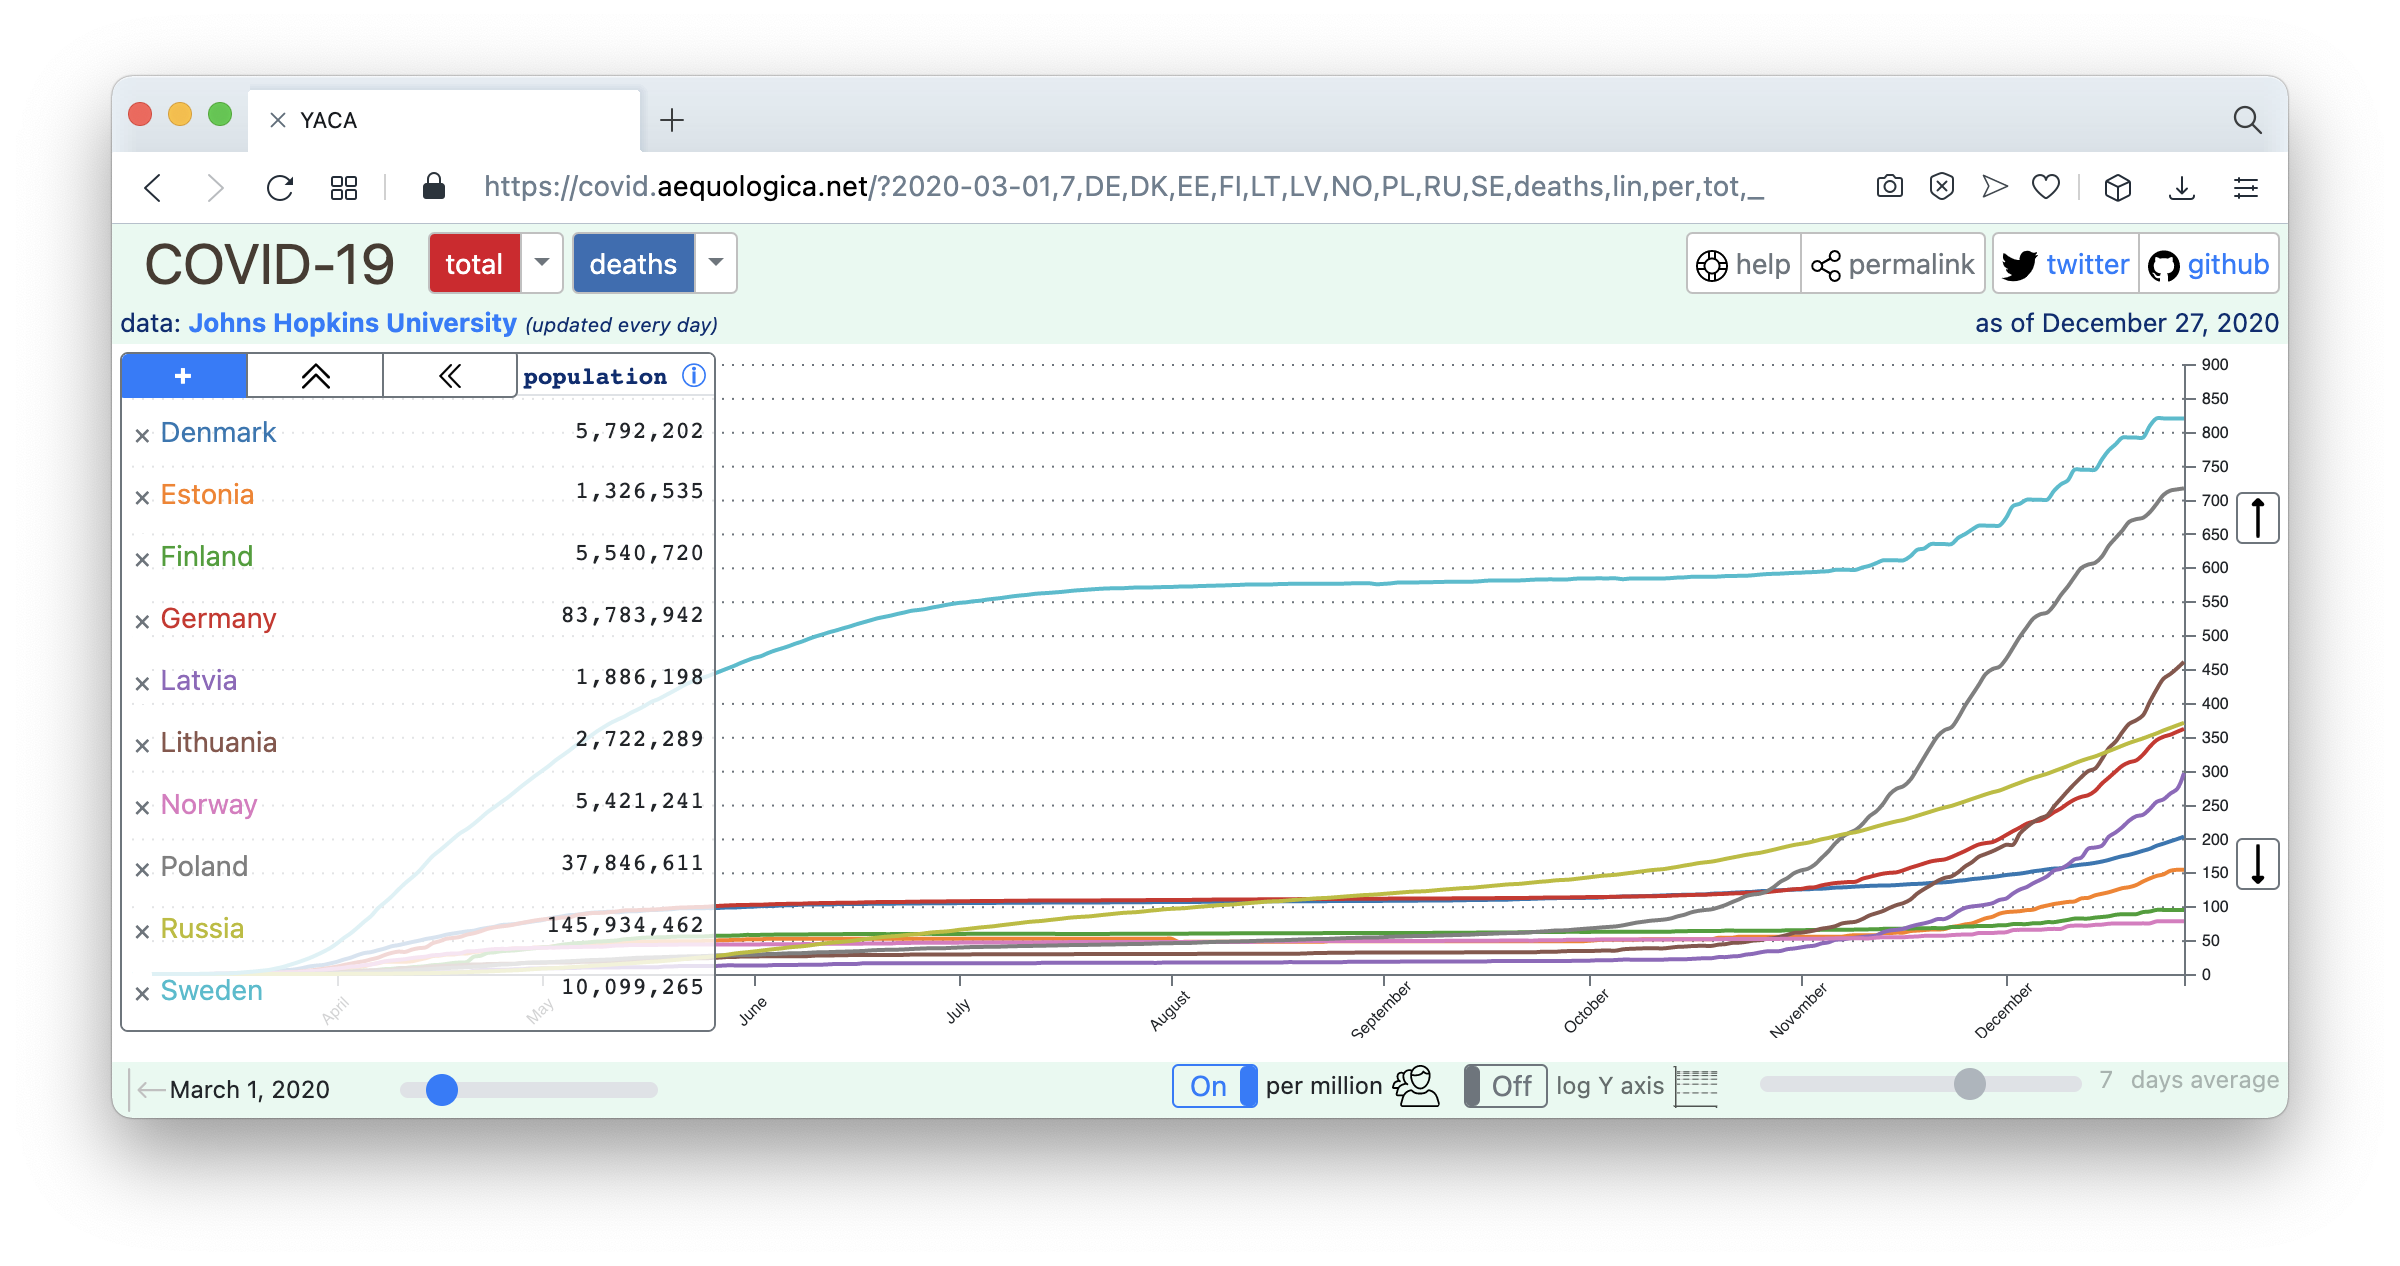 YACA
https://covid.aequologica.net/?2020-03-01,7,DE,DK,EE,FI,LT,LV,NO,PL,RU,SE,deaths,lin,per,tot,_
COVID-19 total deaths help permalink twitter github
data: Johns Hopkins University (updated every day) as of December 27, 2020
+ population
× Denmark 5,792,202
× Estonia 1,326,535
× Finland 5,540,720
× Germany 83,783,942
× Latvia 1,886,198
× Lithuania 2,722,289
× Norway 5,421,241
× Poland 37,846,611
× Russia 145,934,462
× Sweden 10,099,265
900
850
800
750
700
650
600
550
500
450
400
350
300
250
200
150
100
50
0
April May June July August September October November December
March 1, 2020 On per million Off log Y axis 7 days average